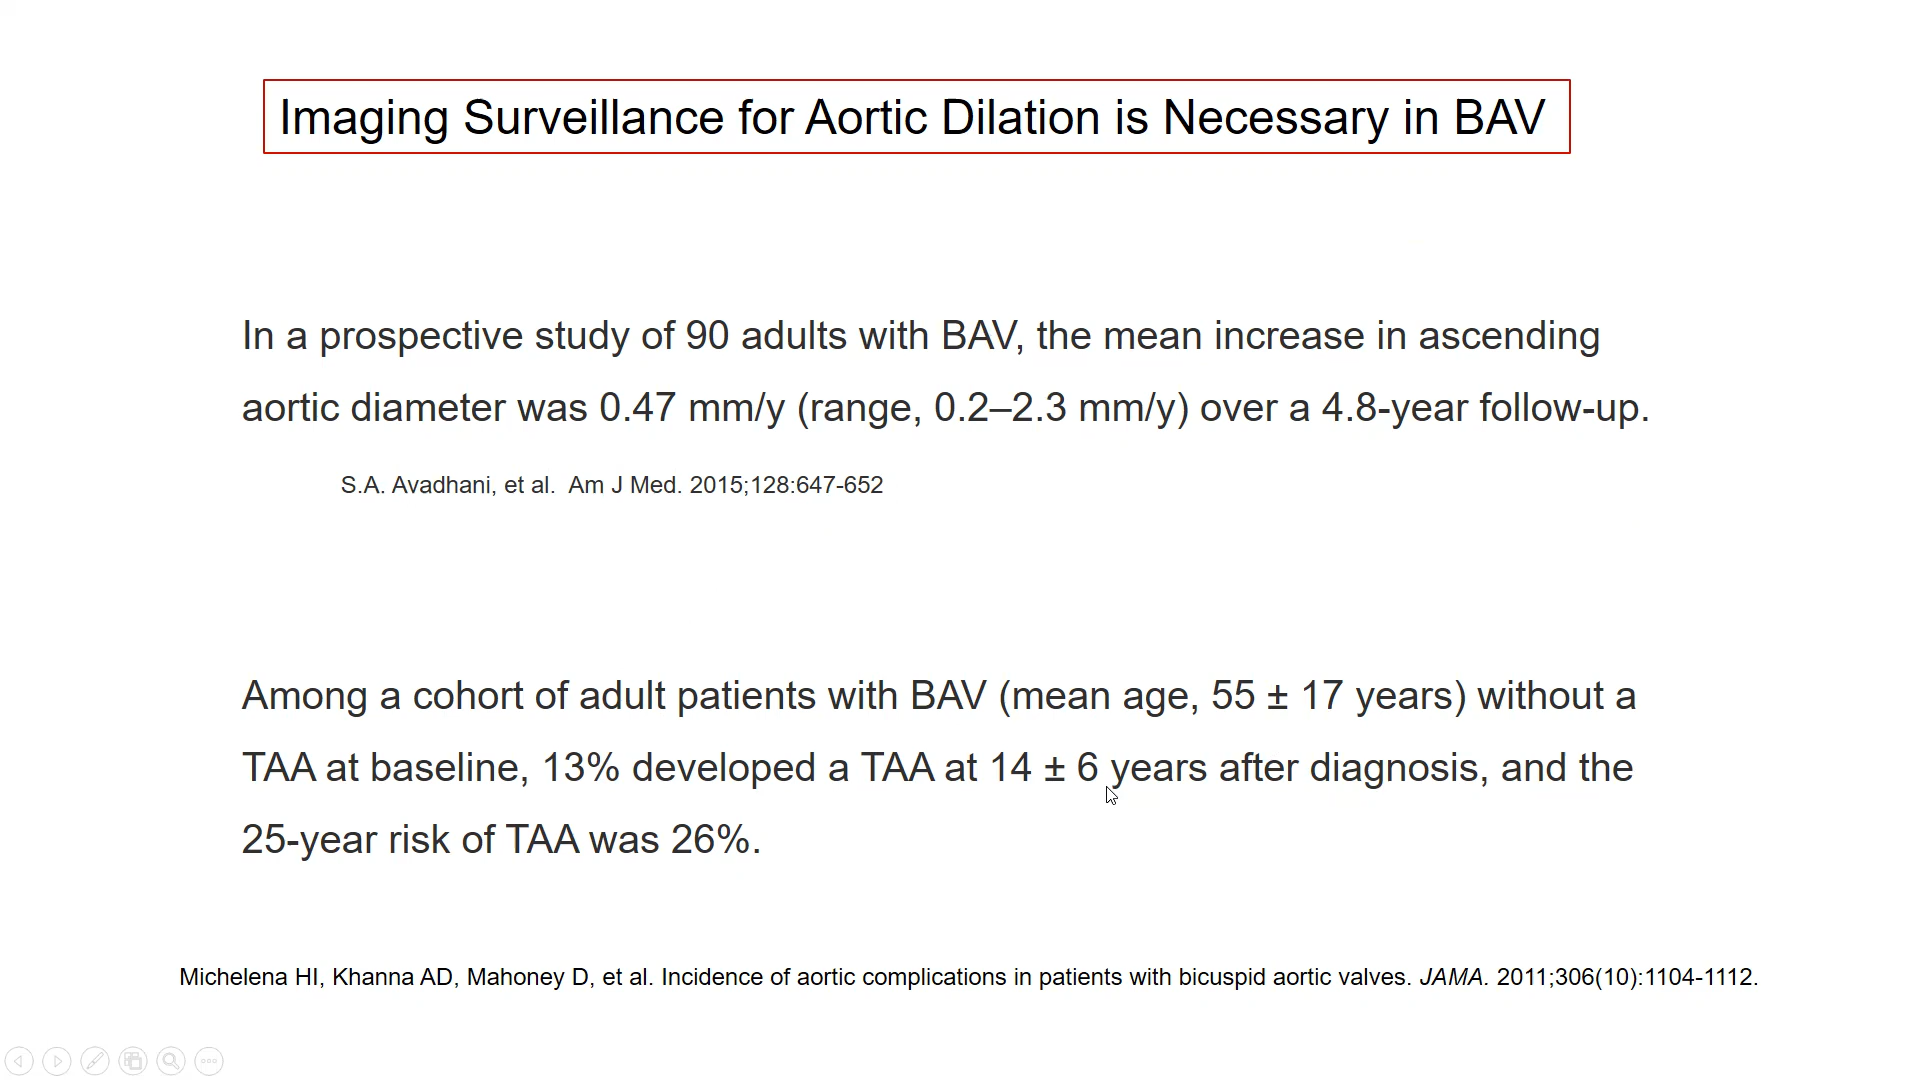 Imaging Surveillance for Aortic Dilation is Necessary in BAV
In a prospective study of 90 adults with BAV, the mean increase in ascending
aortic diameter was 0.47 mm/y (range, 0.2–2.3 mm/y) over a 4.8-year follow-up.
S.A. Avadhani, et al.  Am J Med. 2015;128:647-652
Among a cohort of adult patients with BAV (mean age, 55 ± 17 years) without a
TAA at baseline, 13% developed a TAA at 14 ± 6 years after diagnosis, and the
25-year risk of TAA was 26%.
Michelena HI, Khanna AD, Mahoney D, et al. Incidence of aortic complications in patients with bicuspid aortic valves. JAMA. 2011;306(10):1104-1112.